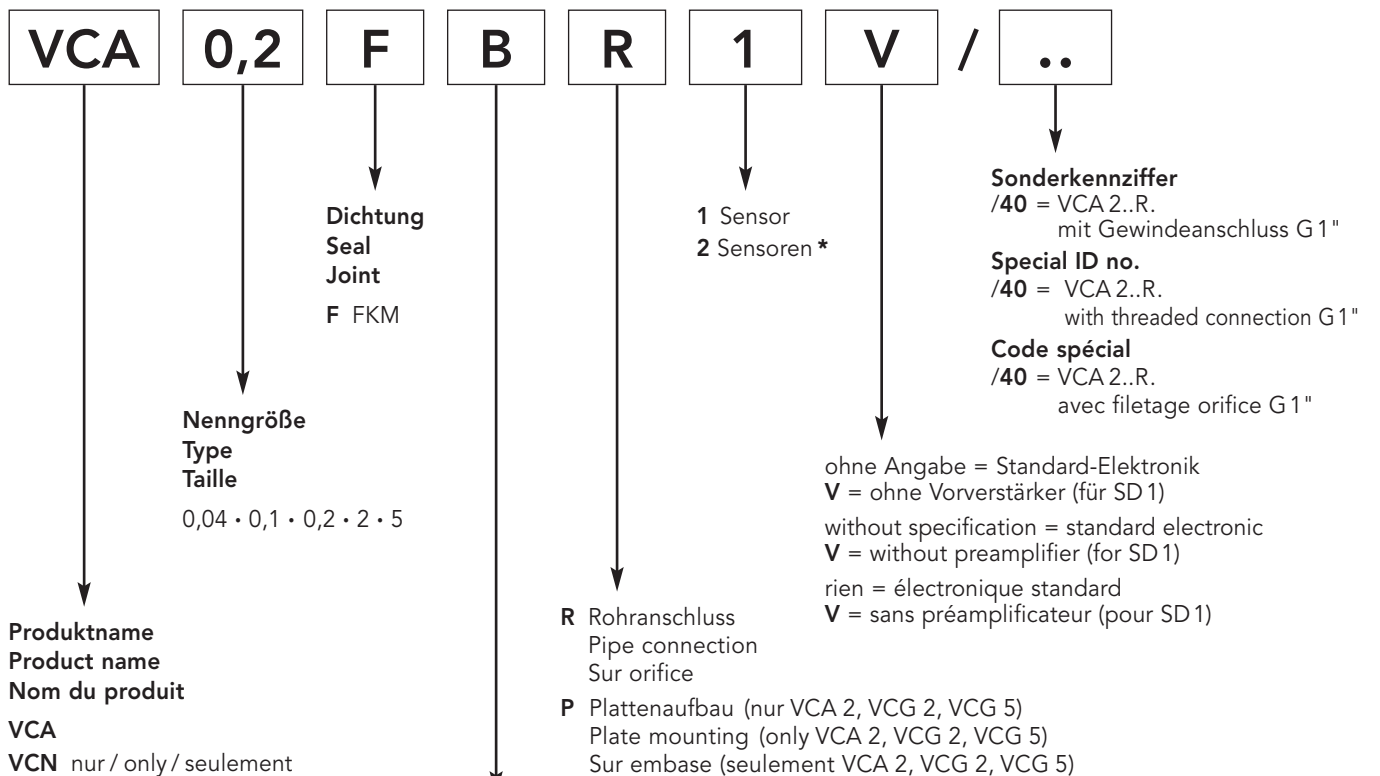 VCA 0,2 F B R 1 V / ..
Sonderkennziffer
/40 = VCA 2..R.
mit Gewindeanschluss G 1"
Special ID no.
/40 = VCA 2..R.
with threaded connection G 1"
Code spécial
/40 = VCA 2..R.
avec filetage orifice G 1"
1 Sensor
2 Sensoren *
Dichtung
Seal
Joint
F FKM
Nenngröße
Type
Taille
0,04 • 0,1 • 0,2 • 2 • 5
ohne Angabe = Standard-Elektronik
V = ohne Vorverstärker (für SD 1)
without specification = standard electronic
V = without preamplifier (for SD 1)
rien = électronique standard
V = sans préamplificateur (pour SD 1)
R Rohranschluss
Pipe connection
Sur orifice
P Plattenaufbau (nur VCA 2, VCG 2, VCG 5)
Plate mounting (only VCA 2, VCG 2, VCG 5)
Sur embase (seulement VCA 2, VCG 2, VCG 5)
Produktname
Product name
Nom du produit
VCA
VCN nur / only / seulement